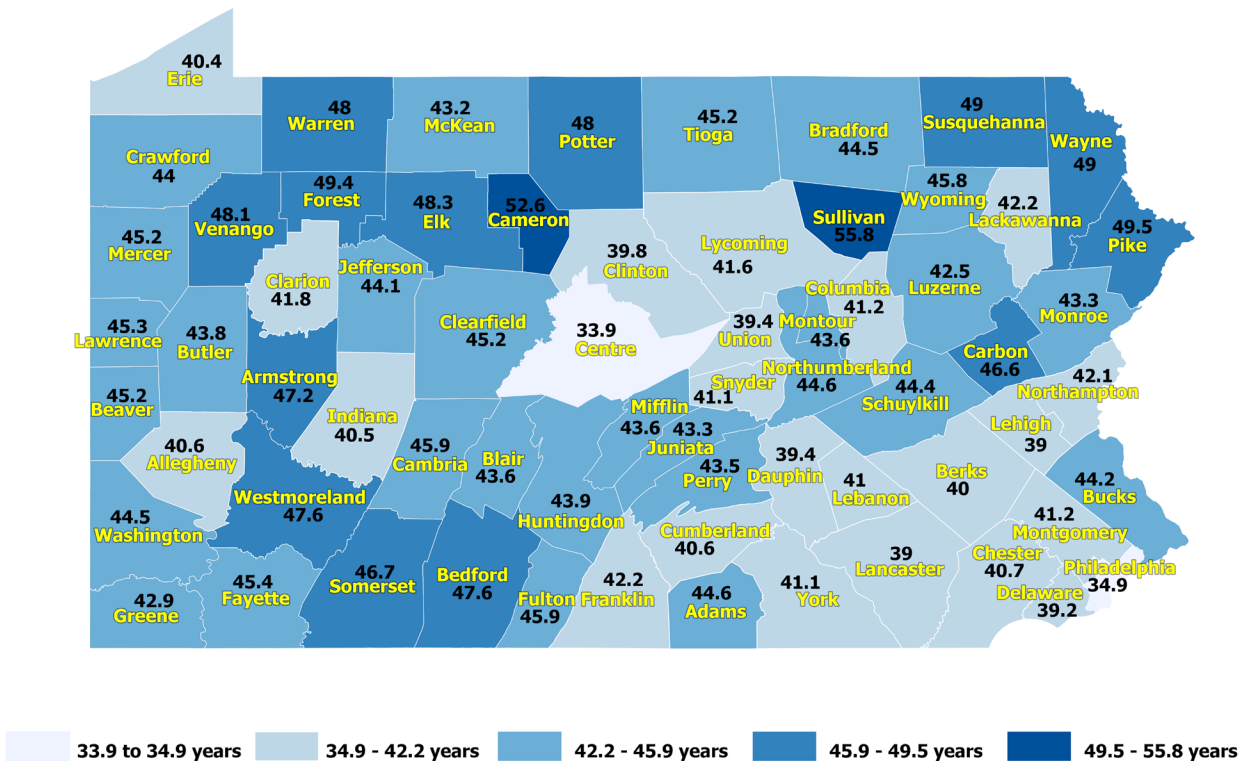 40.4
Erie
48
Warren
43.2
McKean
48
Potter
45.2
Tioga
Bradford
44.5
49
Susquehanna
Wayne
49
Crawford
44
48.1
Venango
49.4
Forest
48.3
Elk
52.6
Cameron
Sullivan
55.8
45.8
Wyoming
42.2
Lackawanna
49.5
Pike
45.2
Mercer
Clarion
41.8
Jefferson
44.1
39.8
Clinton
Lycoming
41.6
Columbia
41.2
42.5
Luzerne
43.3
Monroe
45.3
Lawrence
43.8
Butler
Clearfield
45.2
33.9
Centre
39.4
Union
Montour
43.6
Carbon
46.6
45.2
Beaver
Armstrong
47.2
Indiana
40.5
Snyder
41.1
Northumberland
44.6
44.4
Schuylkill
42.1
Northampton
40.6
Allegheny
45.9
Cambria
Blair
43.6
Mifflin
43.6
43.3
Juniata
43.5
Perry
39.4
Dauphin
41
Lebanon
Berks
40
Lehigh
39
44.2
Bucks
44.5
Washington
Westmoreland
47.6
43.9
Huntingdon
Cumberland
40.6
39
Lancaster
41.2
Montgomery
Chester
40.7
Philadelphia
34.9
42.9
Greene
45.4
Fayette
46.7
Somerset
Bedford
47.6
Fulton
45.9
42.2
Franklin
44.6
Adams
41.1
York
Delaware
39.2
33.9 to 34.9 years
34.9 - 42.2 years
42.2 - 45.9 years
45.9 - 49.5 years
49.5 - 55.8 years